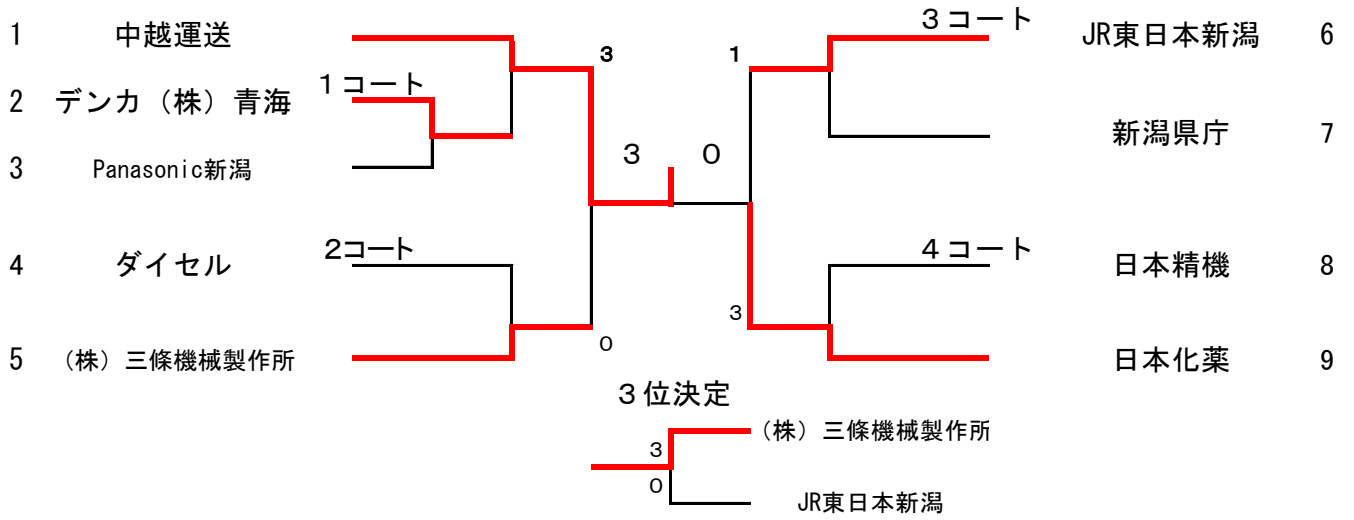 1 中越運送
2 デンカ（株）青海
3 Panasonic新潟
4 ダイセル
5 （株）三條機械製作所
1コート
2コート
3
0
3 0
1
3
3コート
4コート
JR東日本新潟 6
新潟県庁 7
日本精機 8
日本化薬 9
3位決定
3 （株）三條機械製作所
0 JR東日本新潟